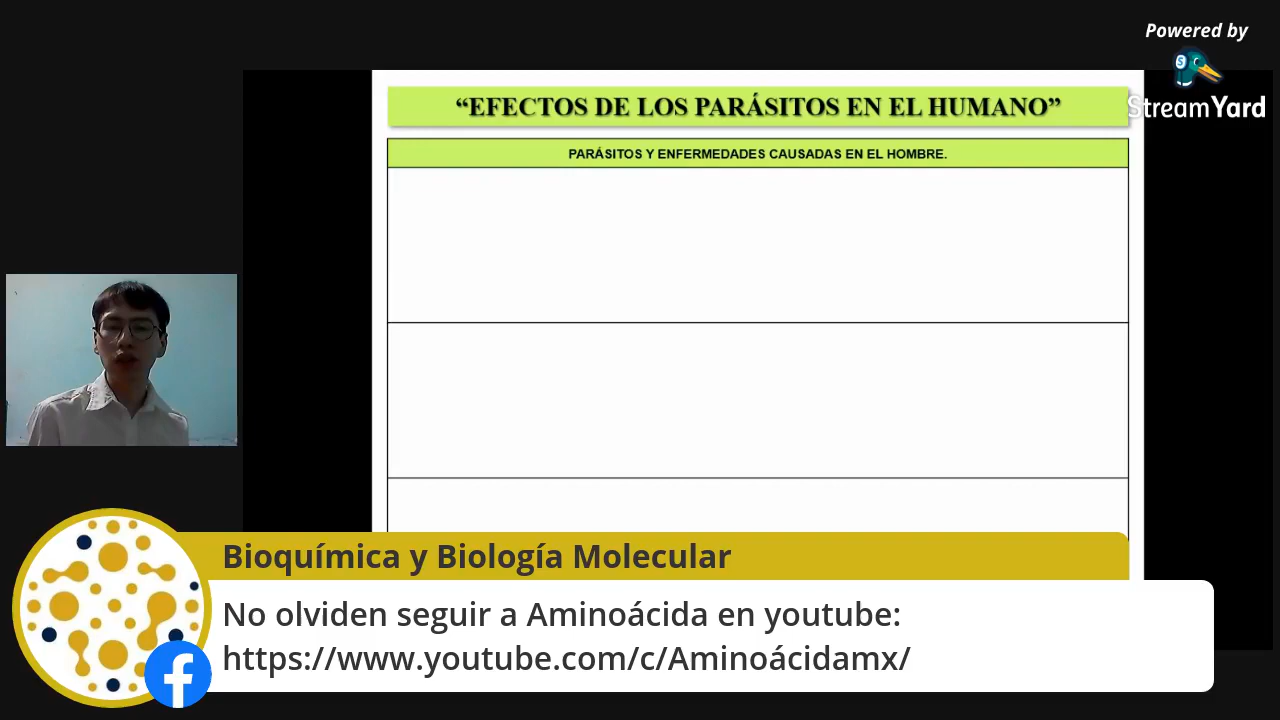 Powered by
StreamYard
“EFECTOS DE LOS PARÁSITOS EN EL HUMANO”
PARÁSITOS Y ENFERMEDADES CAUSADAS EN EL HOMBRE.
Bioquímica y Biología Molecular
No olviden seguir a Aminoácida en youtube:
https://www.youtube.com/c/Aminoácidamx/